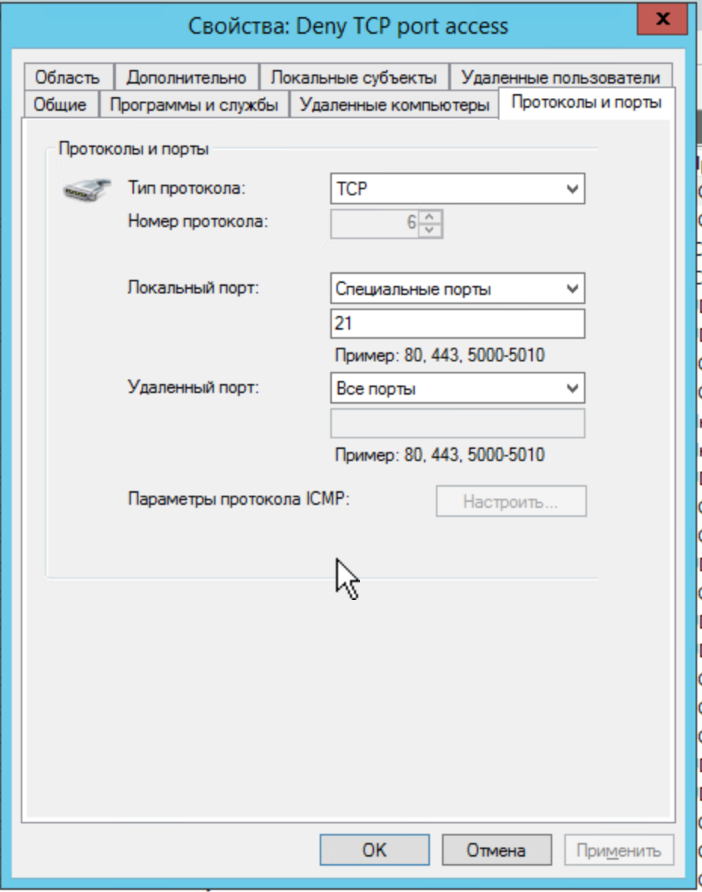 Свойства: Deny TCP port access
x
Область Дополнительно Локальные субъекты Удаленные пользователи
Общие Программы и службы Удаленные компьютеры Протоколы и порты
Протоколы и порты
Тип протокола: TCP
Номер протокола: 6
Локальный порт: Специальные порты
21
Пример: 80, 443, 5000-5010
Удаленный порт: Все порты
Пример: 80, 443, 5000-5010
Параметры протокола ICMP: Настроить...
OK Отмена Применить